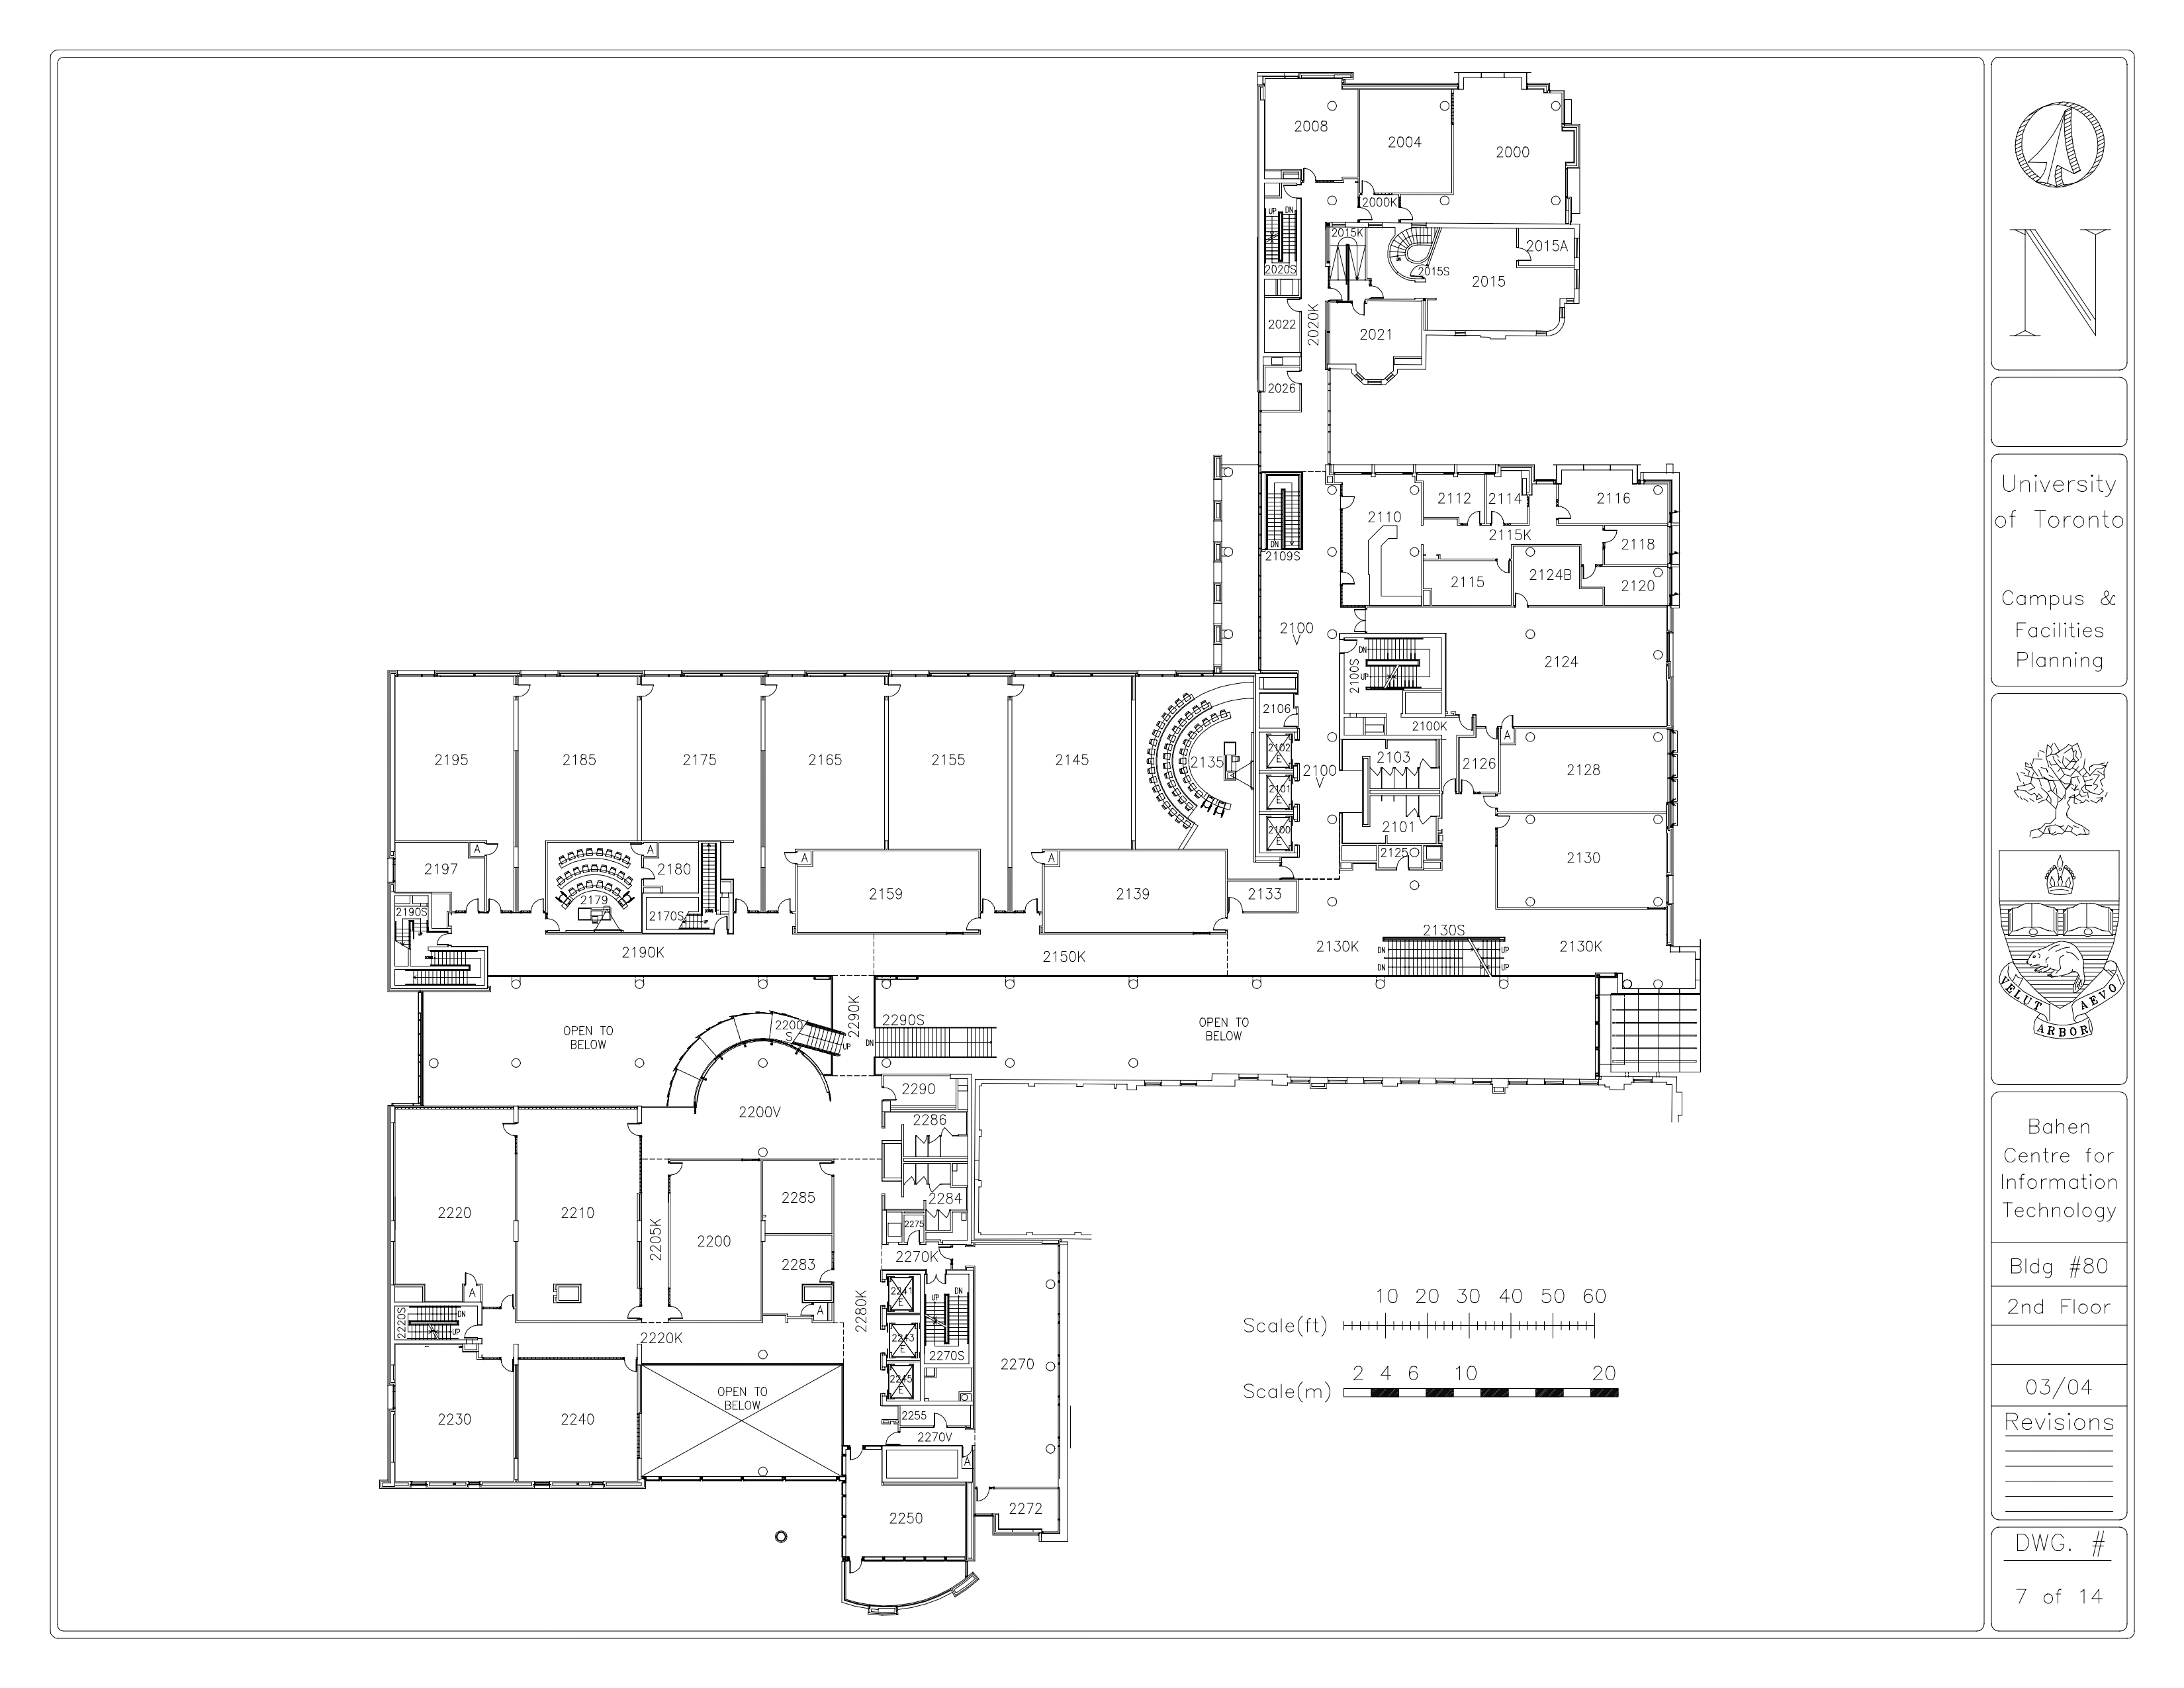 2008
2004
2000
2000K
UP
DN
2020S
2015K
2015S
2015A
2015
2022
2020K
2021
2026
DN
2109S
2110
2112
2114
2116
2115K
2118
2115
2124B
2120
2100
V
DN
UP
2100S
2124
2100K
2106
2102
E
2101
E
2100
E
2100
V
2103
2101
2125
2126
A
2128
2130
2195
2185
2175
2165
2155
2145
2135
2197
A
2190S
2179
A
2180
2170S
DOWN
A
2159
A
2139
2133
2190K
2150K
2130K
2130S
DN
UP
DN
UP
2130K
OPEN TO
BELOW
2200
S
UP
2290K
2290S
DN
OPEN TO
BELOW
2200V
2290
2286
2284
2275
2270K
2220
2210
2205K
2200
2285
2283
A
A
2220S
DN
UP
2220K
2280K
2241
E
2243
E
2245
E
UP
DN
2270S
2270
2230
2240
OPEN TO
BELOW
2255
2270V
A
2250
2272
Scale(ft)
10 20 30 40 50 60
Scale(m)
2 4 6 10 20
N
University
of Toronto
Campus &
Facilities
Planning
VELUT ARBOR AEVO
Bahen
Centre for
Information
Technology
Bldg #80
2nd Floor
03/04
Revisions
DWG. #
7 of 14